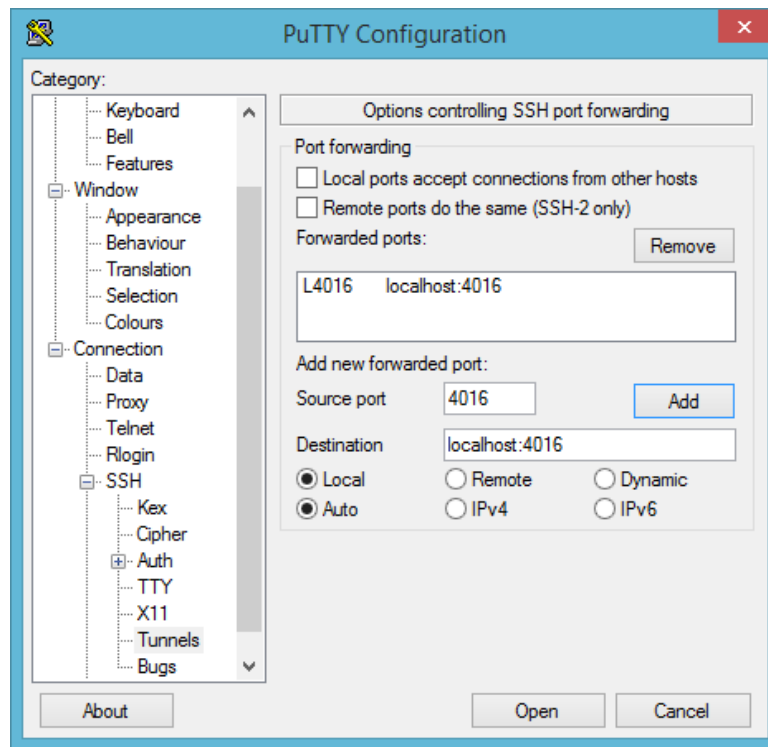 PuTTY Configuration
Category:
Keyboard
Bell
Features
Window
Appearance
Behaviour
Translation
Selection
Colours
Connection
Data
Proxy
Telnet
Rlogin
SSH
Kex
Cipher
Auth
TTY
X11
Tunnels
Bugs
Options controlling SSH port forwarding
Port forwarding
Local ports accept connections from other hosts
Remote ports do the same (SSH-2 only)
Forwarded ports: Remove
L4016 localhost:4016
Add new forwarded port:
Source port 4016 Add
Destination localhost:4016
Local Remote Dynamic
Auto IPv4 IPv6
About Open Cancel